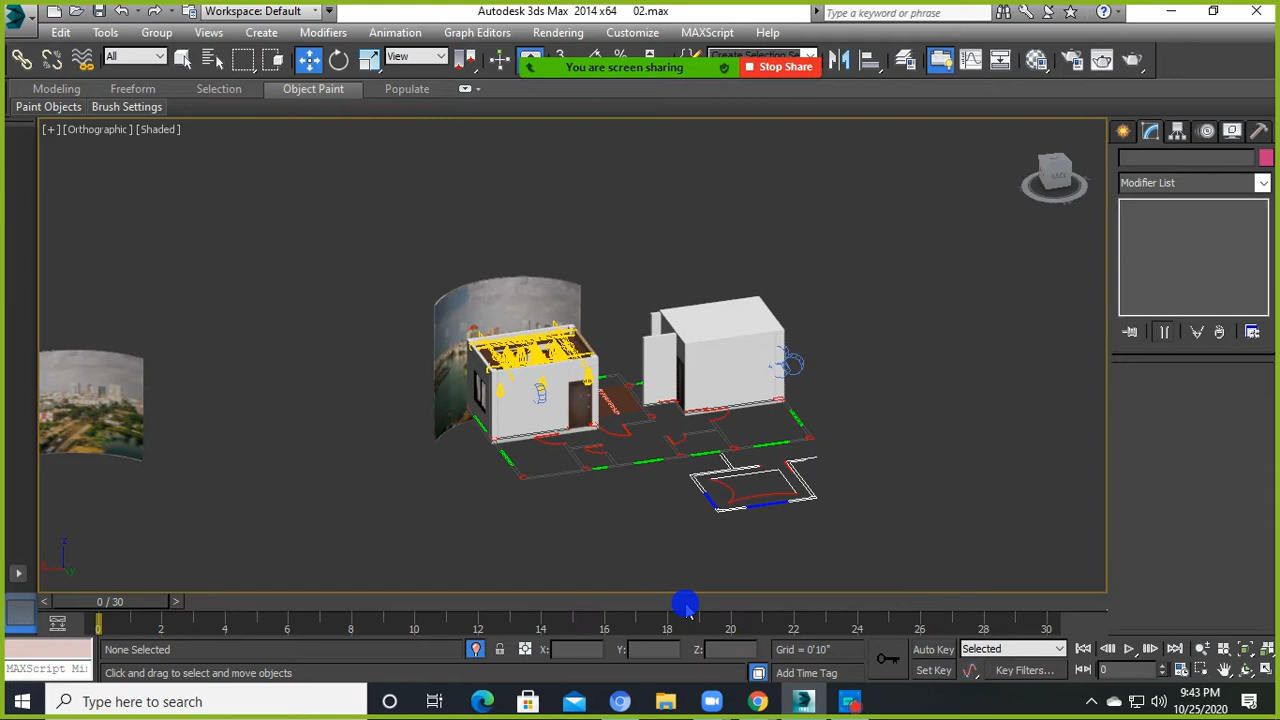 Workspace: Default
Autodesk 3ds Max 2014 x64 02.max
Type a keyword or phrase
Edit Tools Group Views Create Modifiers Animation Graph Editors Rendering Customize MAXScript Help
All
View
You are screen sharing
Stop Share
Modeling Freeform Selection Object Paint Populate
Paint Objects Brush Settings
[+] [Orthographic] [Shaded]
Modifier List
0 / 30
0 2 4 6 8 10 12 14 16 18 20 22 24 26 28 30
None Selected
X: Y: Z:
Grid = 0'10"
Auto Key
Selected
MAXScript Mi
Click and drag to select and move objects
Add Time Tag
Set Key
Key Filters...
0
Type here to search
9:43 PM
10/25/2020